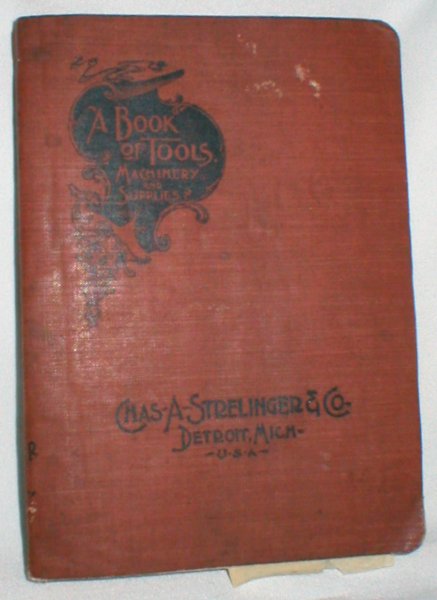 A BOOK
OF TOOLS.
MACHINERY
AND
SUPPLIES
CHAS-A-STRELINGER & CO-
DETROIT, MICH-
-U-S-A-